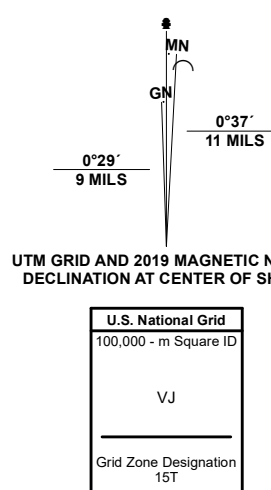 MN
GN
0°37´
11 MILS
0°29´
9 MILS
UTM GRID AND 2019 MAGNETIC N
DECLINATION AT CENTER OF SH
U.S. National Grid
100,000 - m Square ID
VJ
Grid Zone Designation
15T